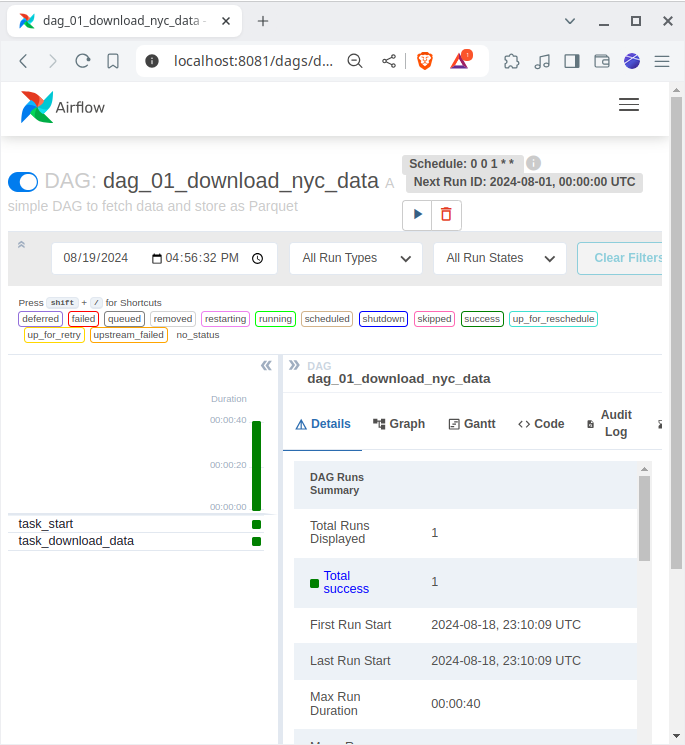 dag_01_download_nyc_data -
localhost:8081/dags/d...
1
Airflow
DAG: dag_01_download_nyc_data A
simple DAG to fetch data and store as Parquet
Schedule: 0 0 1 * *
Next Run ID: 2024-08-01, 00:00:00 UTC
08/19/2024 04:56:32 PM
All Run Types
All Run States
Clear Filters
Press shift + / for Shortcuts
deferred failed queued removed restarting running scheduled shutdown skipped success up_for_reschedule
up_for_retry upstream_failed no_status
Duration
00:00:40
00:00:20
00:00:00
task_start
task_download_data
DAG
dag_01_download_nyc_data
Details Graph Gantt Code Audit Log
DAG Runs
Summary
Total Runs
Displayed
1
Total
success
1
First Run Start 2024-08-18, 23:10:09 UTC
Last Run Start 2024-08-18, 23:10:09 UTC
Max Run
Duration
00:00:40